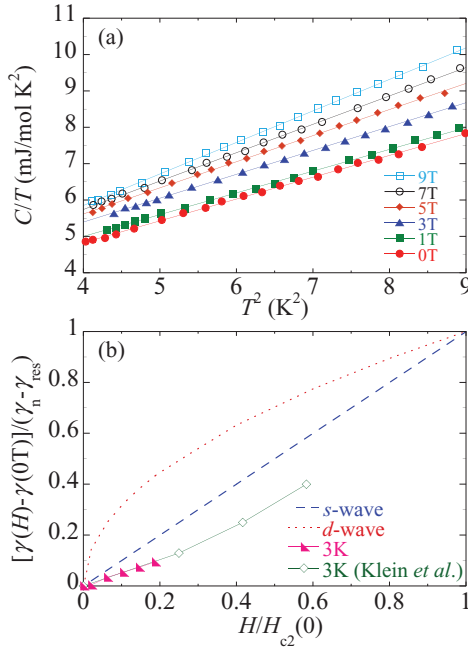 (a)
11
10
9
8
7
6
5
4
C/T (mJ/mol K²)
9T
7T
5T
3T
1T
0T
4 5 6 7 8 9
T² (K²)
(b)
1
0.8
0.6
0.4
0.2
0
[γ(H)-γ(0T)]/(γₙ-γᵣₑₛ)
s-wave
d-wave
3K
3K (Klein et al.)
0 0.2 0.4 0.6 0.8 1
H/H_c2(0)